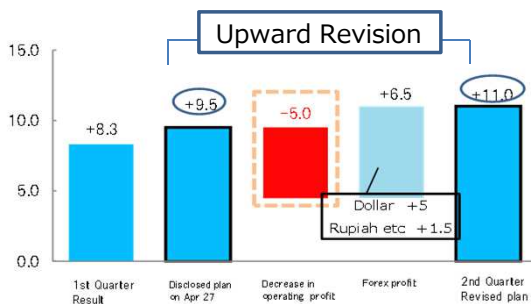 Upward Revision
15.0
10.0
5.0
0.0
+8.3
+9.5
-5.0
+6.5
+11.0
Dollar +5
Rupiah etc +1.5
1st Quarter
Result
Disclosed plan
on Apr 27
Decrease in
operating profit
Forex profit
2nd Quarter
Revised plan